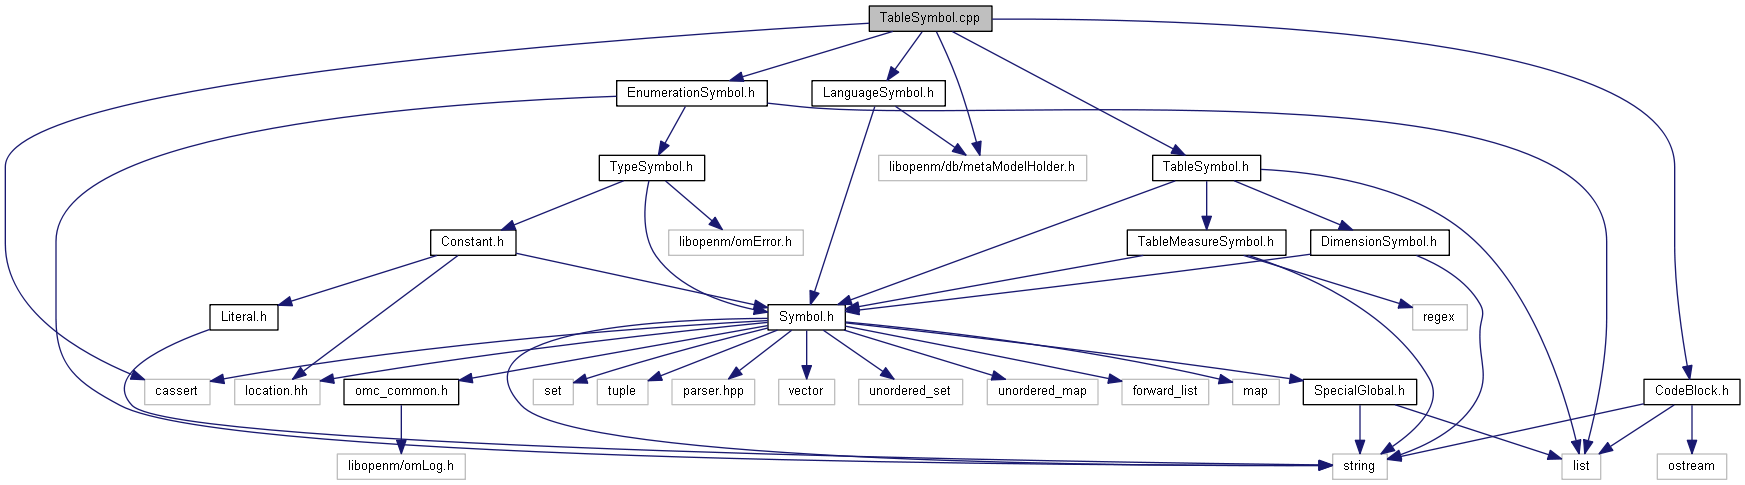 TableSymbol.cpp
EnumerationSymbol.h
LanguageSymbol.h
TypeSymbol.h
libopenm/db/metaModelHolder.h
TableSymbol.h
Constant.h
libopenm/omError.h
TableMeasureSymbol.h
DimensionSymbol.h
Literal.h
Symbol.h
regex
cassert
location.hh
omc_common.h
set
tuple
parser.hpp
vector
unordered_set
unordered_map
forward_list
map
SpecialGlobal.h
CodeBlock.h
libopenm/omLog.h
string
list
ostream